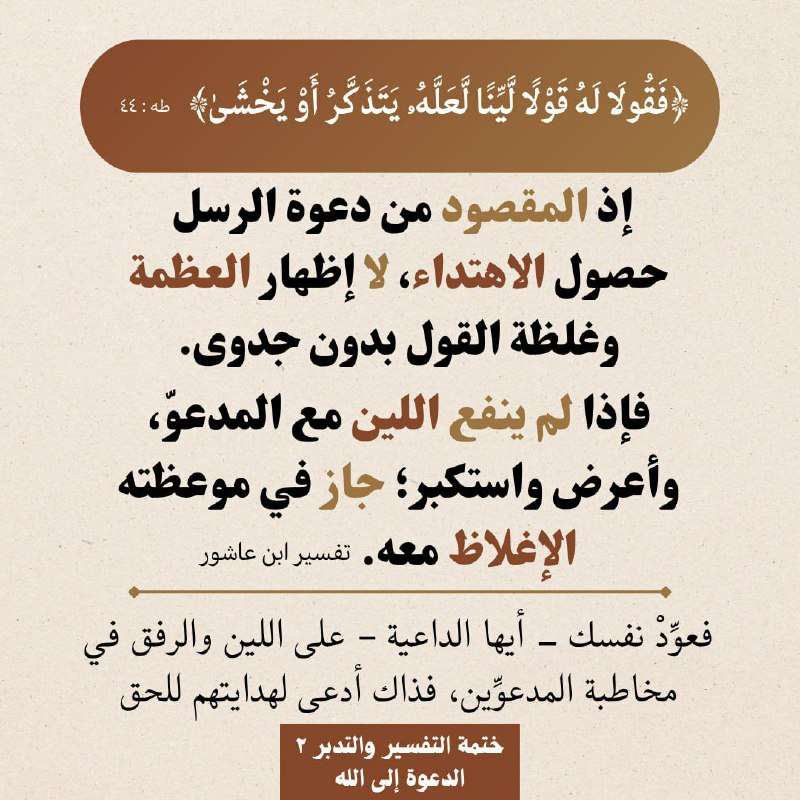 ﴿فَقُولَا لَهُ قَوْلًا لَّيِّنًا لَّعَلَّهُۥ يَتَذَكَّرُ أَوْ يَخْشَىٰ﴾ طه: ٤٤
إذ المقصود من دعوة الرسل
حصول الاهتداء، لا إظهار العظمة
وغلظة القول بدون جدوى.
فإذا لم ينفع اللين مع المدعوّ،
وأعرض واستكبر؛ جاز في موعظته
الإغلاظ معه. تفسير ابن عاشور
فعوِّدْ نفسك – أيها الداعية – على اللين والرفق في
مخاطبة المدعوِّين، فذاك أدعى لهدايتهم للحق
ختمة التفسير والتدبر ٢
الدعوة إلى الله